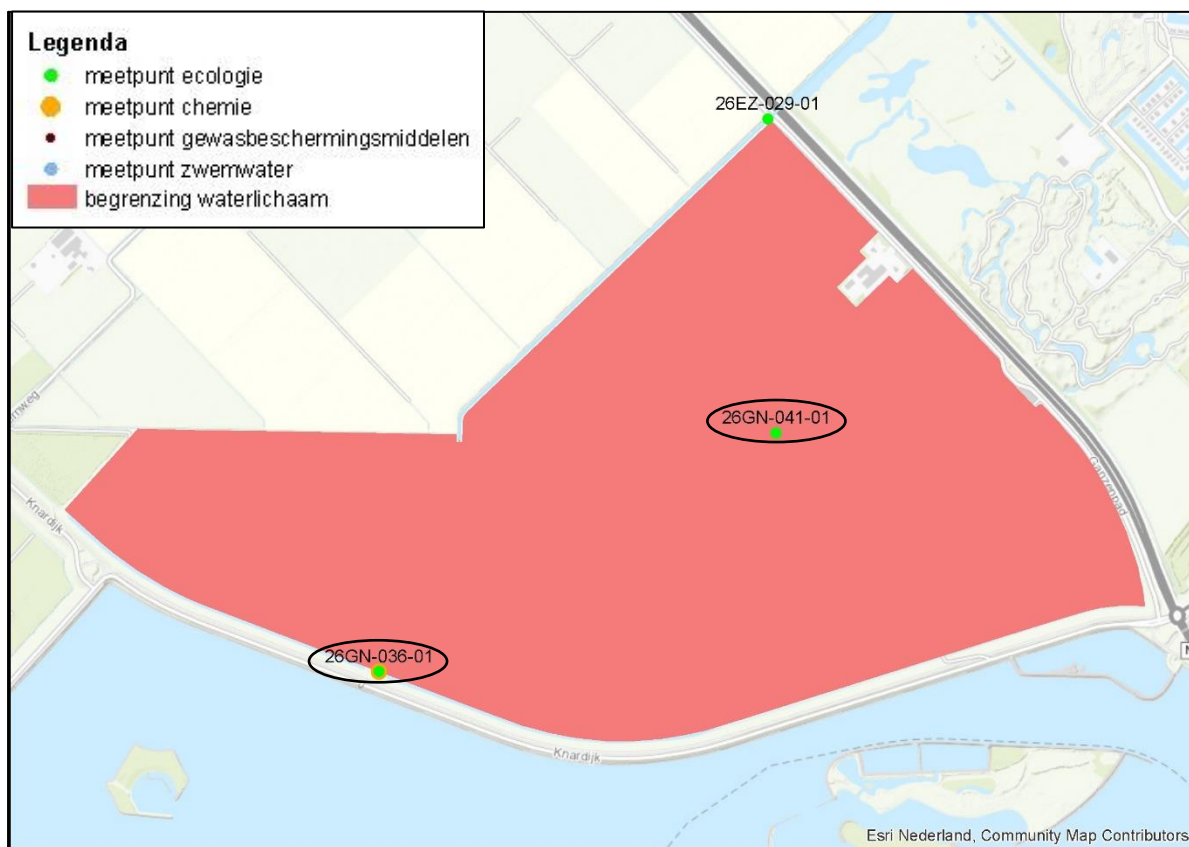 Legenda
meetpunt ecologie
meetpunt chemie
meetpunt gewasbeschermingsmiddelen
meetpunt zwemwater
begrenzing waterlichaam
26EZ-029-01
26GN-041-01
Ganzenpad
Knardijk
26GN-036-01
Knardijk
N
Esri Nederland, Community Map Contributors